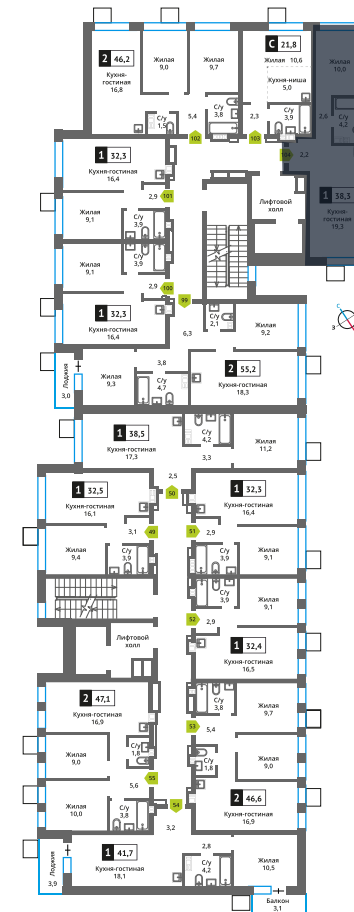 2 46,2
Кухня-
гостиная
16,8
Жилая
9,0
Жилая
9,7
С 21,8
Жилая 10,6
Кухня-ниша
5,0
Жилая
10,0
С/у
1,5
5,4
С/у
3,8
2,3
С/у
3,9
2,6
С/у
4,2
102
103
104
2,2
1 32,3
Кухня-гостиная
16,4
2,9
101
Жилая
9,1
С/у
3,5
Лифтовой
холл
1 38,3
Кухня-гостиная
19,3
Жилая
9,1
С/у
3,9
2,9
100
99
1 32,3
Кухня-гостиная
16,4
6,3
С/у
2,1
Жилая
9,2
С
З
Лоджия
3,0
Жилая
9,3
3,8
С/у
4,7
2 55,2
Кухня-гостиная
18,3
1 38,5
Кухня-гостиная
17,3
С/у
4,2
3,3
Жилая
11,2
2,5
50
1 32,5
Кухня-гостиная
16,1
1 32,3
Кухня-гостиная
16,4
3,1
49
51
2,9
Жилая
9,4
С/у
3,9
С/у
3,9
Жилая
9,1
С/у
3,9
Жилая
9,1
52
2,9
Лифтовой
холл
1 32,4
Кухня-гостиная
16,5
2 47,1
Кухня-гостиная
16,9
С/у
3,8
Жилая
9,7
53
5,4
Жилая
9,0
С/у
1,8
С/у
1,8
Жилая
9,0
5,6
55
Жилая
10,0
С/у
3,8
54
2 46,6
Кухня-гостиная
16,9
3,2
Лоджия
3,9
1 41,7
Кухня-гостиная
18,1
2,8
С/у
4,2
Жилая
10,5
Балкон
3,1